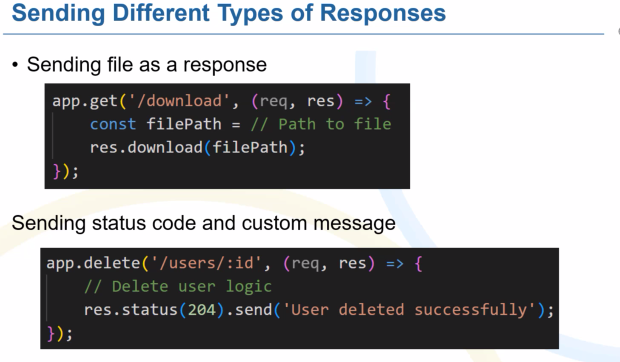 Sending Different Types of Responses
• Sending file as a response
app.get('/download', (req, res) => {
    const filePath = // Path to file
    res.download(filePath);
});
Sending status code and custom message
app.delete('/users/:id', (req, res) => {
    // Delete user logic
    res.status(204).send('User deleted successfully');
});